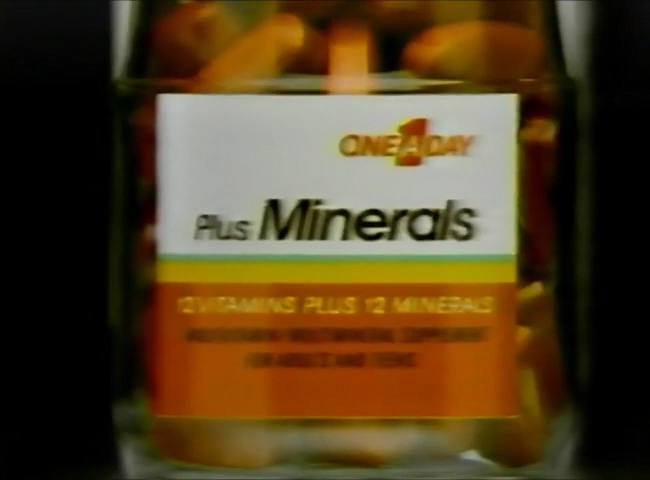 ONE A DAY
Plus Minerals
12 VITAMINS PLUS 12 MINERALS
MULTIVITAMIN/MULTIMINERAL SUPPLEMENT
FOR ADULTS AND TEENS